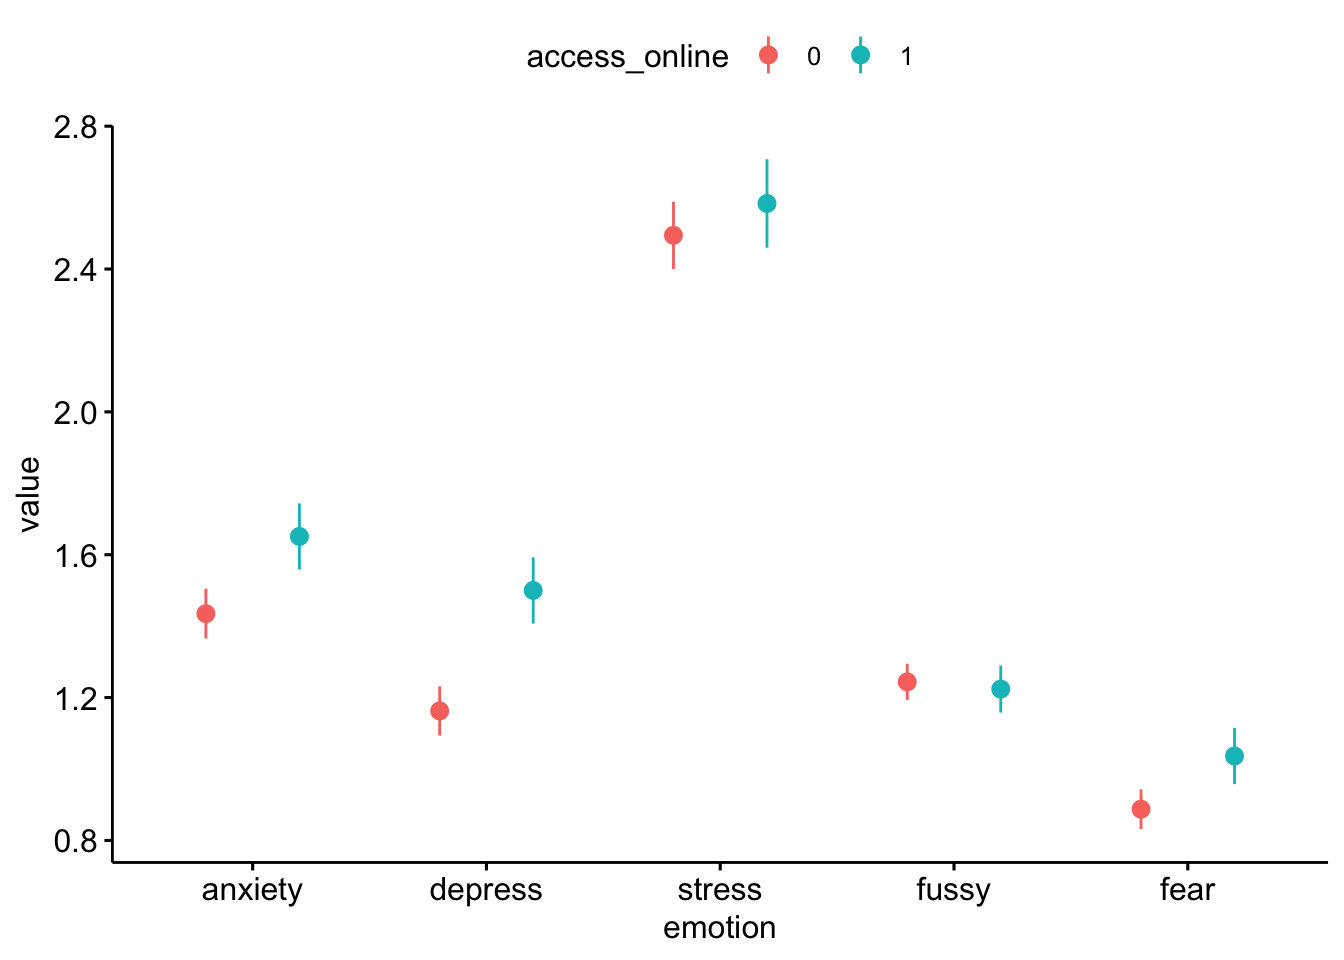 access_online 0 1
2.8
2.4
2.0
1.6
1.2
0.8
value
anxiety depress stress fussy fear
emotion